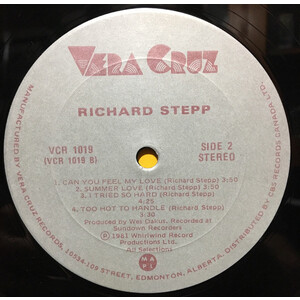 VERA CRUZ
RICHARD STEPP
VCR 1019
(VCR 1019 B)
SIDE 2
STEREO
1. CAN YOU FEEL MY LOVE (Richard Stepp) 3:50
2. SUMMER LOVE (Richard Stepp)
3. I TRIED SO HARD (Richard Stepp)
4:25
4. TOO HOT TO HANDLE (Richard Stepp)
3:30
Produced by Wes Dakus, Recorded at
Sundown Recorders
℗ 1981 Whirlwind Record
Productions Ltd.
All Selections
MANUFACTURED BY VERA CRUZ RECORDS, 10534-109 STREET, EDMONTON, ALBERTA. DISTRIBUTED BY CBS RECORDS CANADA LTD.